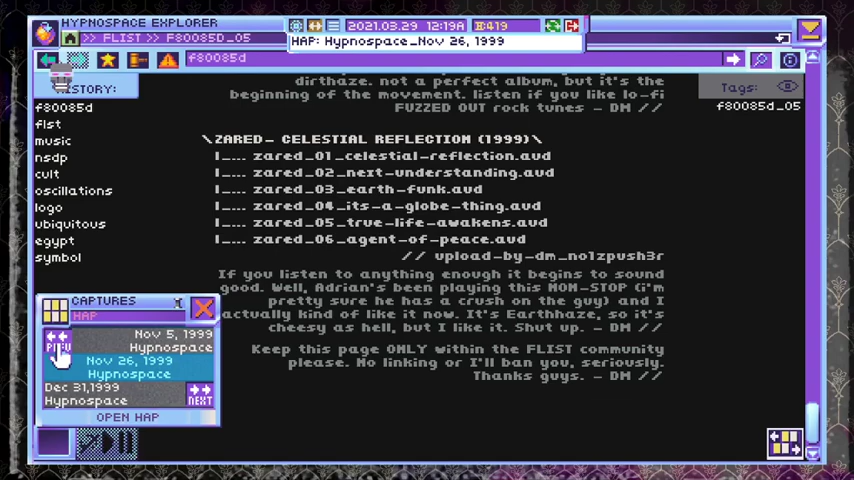 HYPNOSPACE EXPLORER
2021.03.29 12:19A
419
>> FLIST >> F80085D_05
HAP: Hypnospace_Nov 26, 1999
f80085d
HISTORY:
Tags:
f80085d_05
f80085d
flst
music
nsdp
cult
oscillations
logo
ubiquitous
egypt
symbol
dirthaze. not a perfect album, but it's the
beginning of the movement. listen if you like lo-fi
FUZZED OUT rock tunes - DM //
\ZARED- CELESTIAL REFLECTION (1999)\
I___. zared_01_celestial-reflection.avd
I___. zared_02_next-understanding.avd
I___. zared_03_earth-funk.avd
I___. zared_04_its-a-globe-thing.avd
I___. zared_05_true-life-awakens.avd
I___. zared_06_agent-of-peace.avd
// upload-by-dm_no1zpush3r
If you listen to anything enough it begins to sound
good. Well, Adrian's been playing this NON-STOP (i'm
pretty sure he has a crush on the guy) and I
actually kind of like it now. It's Earthhaze, so it's
cheesy as hell, but I like it. Shut up. - DM //
Keep this page ONLY within the FLIST community
please. No linking or I'll ban you, seriously.
Thanks guys. - DM //
CAPTURES
HAP
PREV
Nov 5, 1999
Hypnospace
Nov 26, 1999
Hypnospace
Dec 31,1999
Hypnospace
NEXT
OPEN HAP